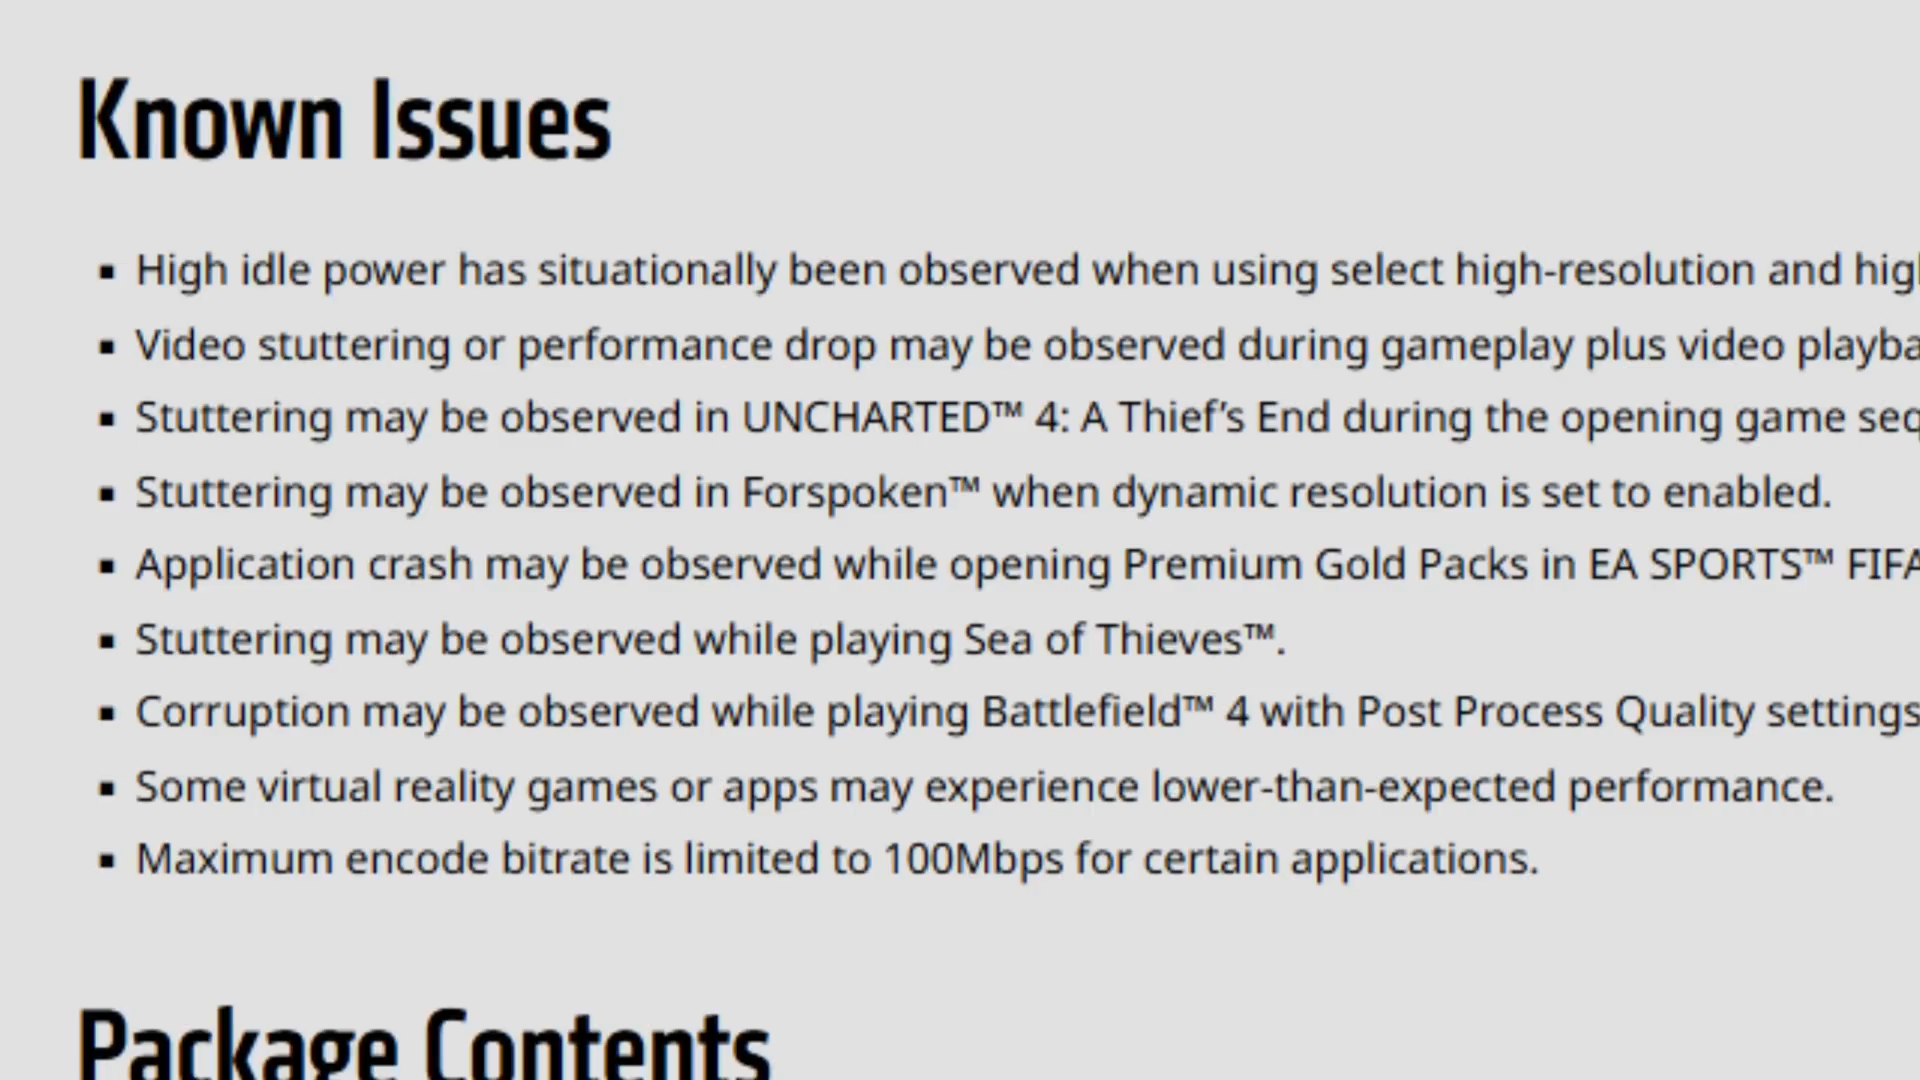 Known Issues
▪ High idle power has situationally been observed when using select high-resolution and
▪ Video stuttering or performance drop may be observed during gameplay plus video
▪ Stuttering may be observed in UNCHARTED™ 4: A Thief’s End during the opening game
▪ Stuttering may be observed in Forspoken™ when dynamic resolution is set to enabled.
▪ Application crash may be observed while opening Premium Gold Packs in EA SPORTS™ FIFA
▪ Stuttering may be observed while playing Sea of Thieves™.
▪ Corruption may be observed while playing Battlefield™ 4 with Post Process Quality settings
▪ Some virtual reality games or apps may experience lower-than-expected performance.
▪ Maximum encode bitrate is limited to 100Mbps for certain applications.
Package Contents